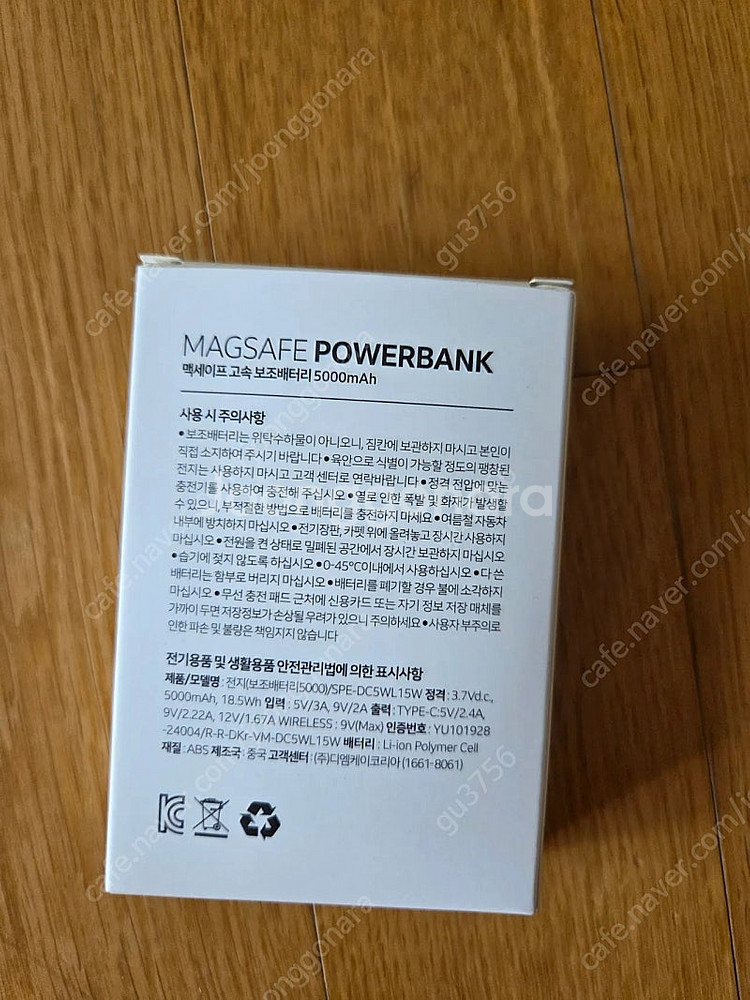 MAGSAFE POWERBANK
맥세이프 고속 보조배터리 5000mAh
사용 시 주의사항
• 보조배터리는 위탁수하물이 아니오니, 짐칸에 보관하지 마시고 본인이
직접 소지하여 주시기 바랍니다 • 육안으로 식별이 가능할 정도의 팽창된
전지는 사용하지 마시고 고객 센터로 연락바랍니다 • 정격 전압에 맞는
충전기를 사용하여 충전해 주십시오 • 열로 인한 폭발 및 화재가 발생할
수 있으니, 부적절한 방법으로 배터리를 충전하지 마세요 • 여름철 자동차
내부에 방치하지 마십시오 • 전기장판, 카펫 위에 올려놓고 장시간 사용하지
마십시오 • 전원을 켠 상태로 밀폐된 공간에서 장시간 보관하지 마십시오
• 습기에 젖지 않도록 하십시오 • 0-45°C이내에서 사용하십시오 • 다 쓴
배터리는 함부로 버리지 마십시오 • 배터리를 폐기할 경우 불에 소각하지
마십시오 • 무선 충전 패드 근처에 신용카드 또는 자기 정보 저장 매체를
가까이 두면 저장정보가 손상될 우려가 있으니 주의하세요 • 사용자 부주의로
인한 파손 및 불량은 책임지지 않습니다
전기용품 및 생활용품 안전관리법에 의한 표시사항
제품/모델명 : 전지(보조배터리5000)/SPE-DC5WL15W 정격 : 3.7Vd.c.,
5000mAh, 18.5Wh 입력 : 5V/3A, 9V/2A 출력 : TYPE-C:5V/2.4A,
9V/2.22A, 12V/1.67A WIRELESS : 9V(Max) 인증번호 : YU101928
-24004/R-R-DKr-VM-DC5WL15W 배터리 : Li-ion Polymer Cell
재질 : ABS 제조국 : 중국 고객센터 : (주)디엠케이코리아 (1661-8061)
joonggonara
cafe.naver.com/joonggonara
gu3756
cafe.naver.com/joonggonara
gu3756